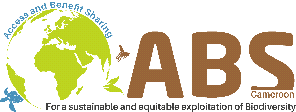 Access and Benefit Sharing
ABS
Cameroon
For a sustainable and equitable exploitation of Biodiversity